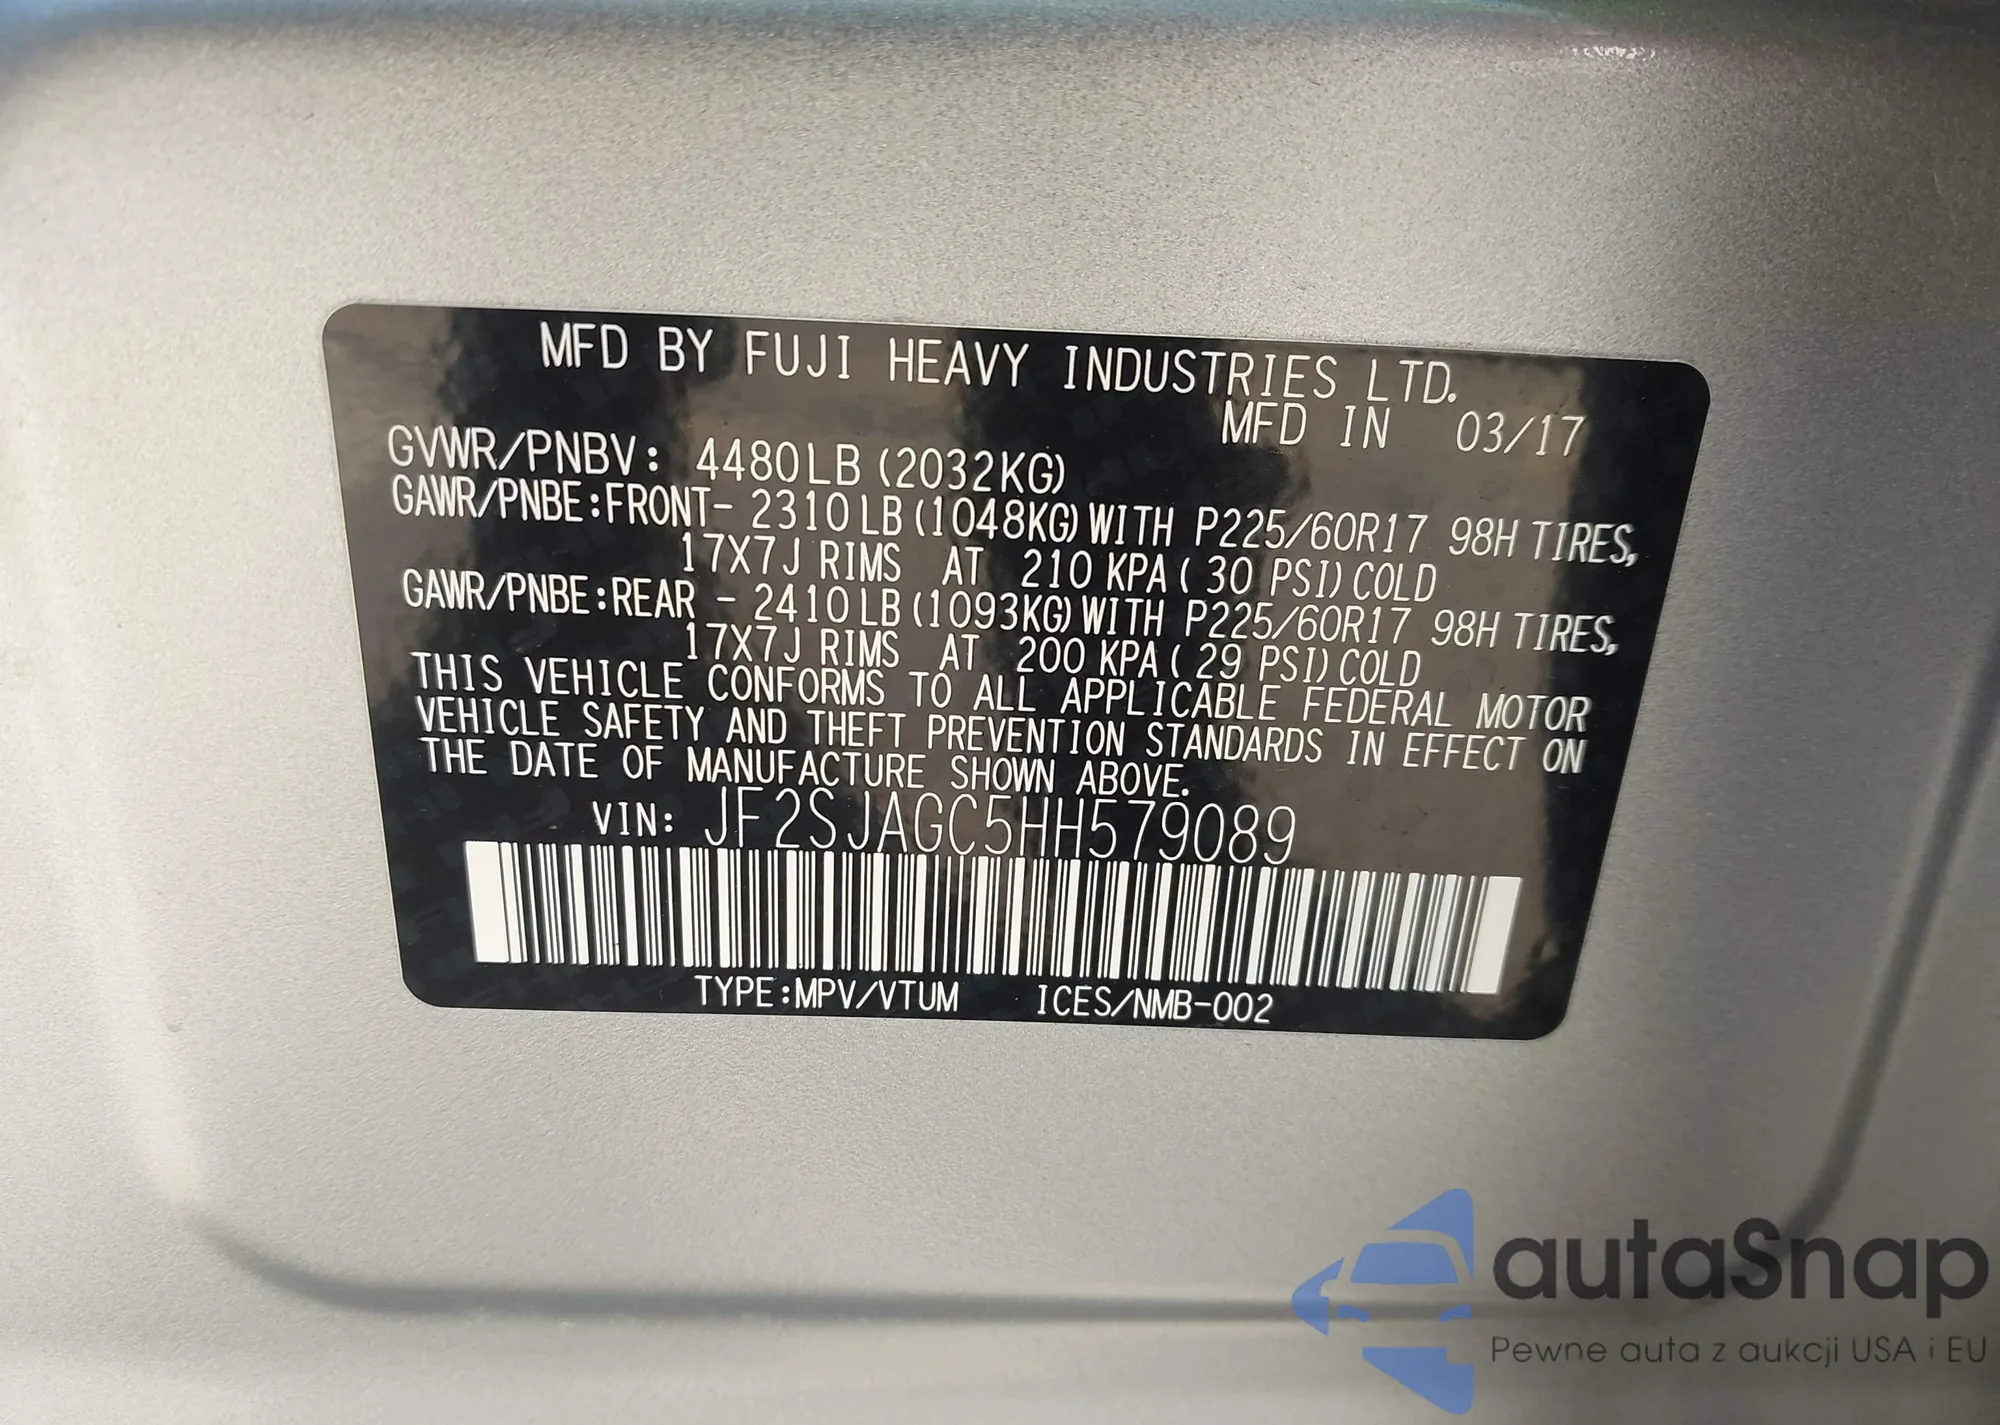 MFD BY FUJI HEAVY INDUSTRIES LTD.
MFD IN 03/17
GVWR/PNBV: 4480LB (2032KG)
GAWR/PNBE:FRONT- 2310LB(1048KG)WITH P225/60R17 98H TIRES,
17X7J RIMS AT 210 KPA( 30 PSI)COLD
GAWR/PNBE:REAR - 2410LB(1093KG)WITH P225/60R17 98H TIRES,
17X7J RIMS AT 200 KPA( 29 PSI)COLD
THIS VEHICLE CONFORMS TO ALL APPLICABLE FEDERAL MOTOR
VEHICLE SAFETY AND THEFT PREVENTION STANDARDS IN EFFECT ON
THE DATE OF MANUFACTURE SHOWN ABOVE.
VIN: JF2SJAGC5HH579089
TYPE:MPV/VTUM ICES/NMB-002
autaSnap
Pewne auta z aukcji USA i EU